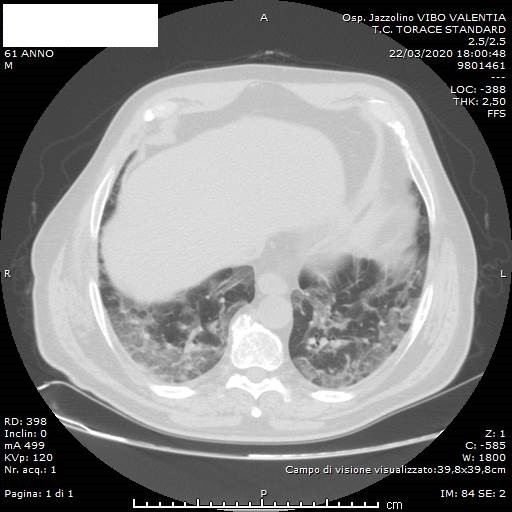 A
Osp. Jazzolino VIBO VALENTIA
T.C. TORACE STANDARD
2.5/2.5
61 ANNO
22/03/2020 18:00:48
M
9801461
---
LOC: -388
THK: 2,50
FFS
R
L
RD: 398
Inclin: 0
mA 499
KVp: 120
Nr. acq.: 1
Z: 1
C: -585
W: 1800
Campo di visione visualizzato:39,8x39,8cm
Pagina: 1 di 1
P
IM: 84 SE: 2
cm